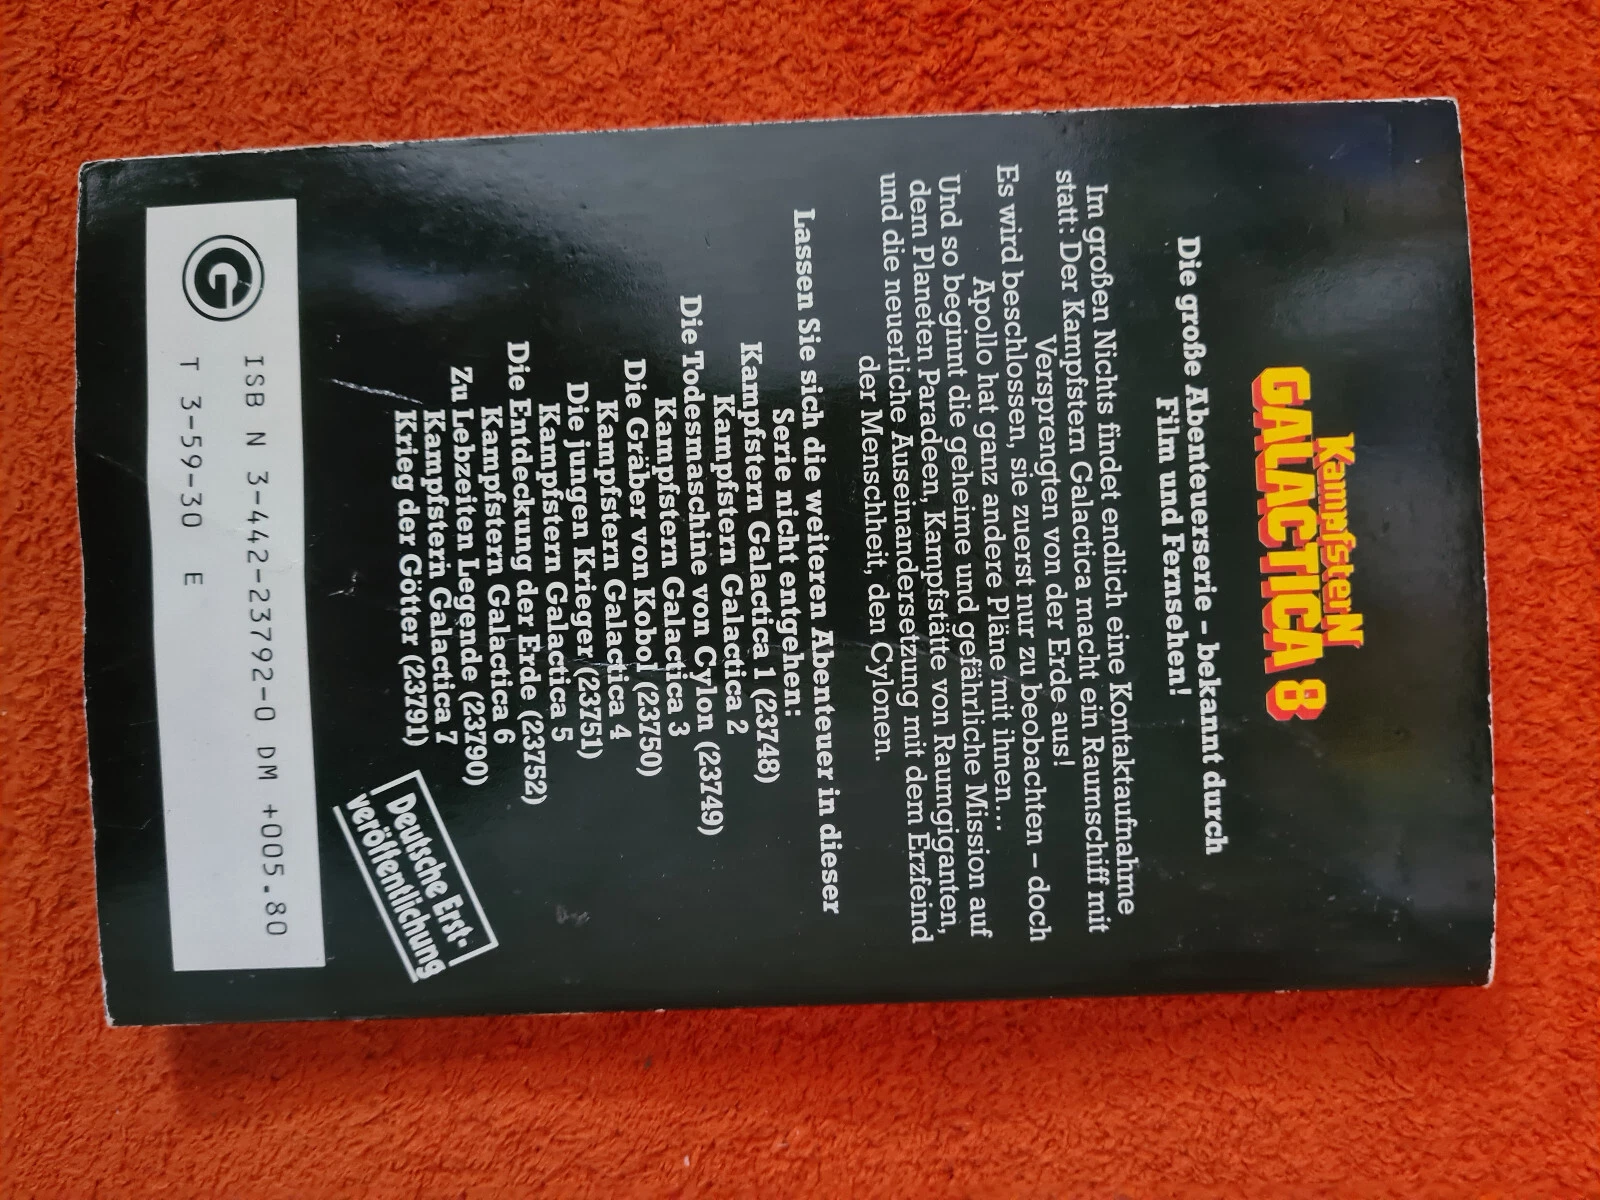 Kampfstern
GALACTICA 8
Die große Abenteuerserie – bekannt durch
Film und Fernsehen!
Im großen Nichts findet endlich eine Kontaktaufnahme
statt: Der Kampfstern Galactica macht ein Raumschiff mit
Versprengten von der Erde aus!
Es wird beschlossen, sie zuerst nur zu beobachten – doch
Apollo hat ganz andere Pläne mit ihnen...
Und so beginnt die geheime und gefährliche Mission auf
dem Planeten Paradeen, Kampfstätte von Raumgiganten,
und die neuerliche Auseinandersetzung mit dem Erzfeind
der Menschheit, den Cylonen.
Lassen Sie sich die weiteren Abenteuer in dieser
Serie nicht entgehen:
Kampfstern Galactica 1 (23748)
Kampfstern Galactica 2
Die Todesmaschine von Cylon (23749)
Kampfstern Galactica 3
Die Gräber von Kobol (23750)
Kampfstern Galactica 4
Die jungen Krieger (23751)
Kampfstern Galactica 5
Die Entdeckung der Erde (23752)
Kampfstern Galactica 6
Zu Lebzeiten Legende (23790)
Kampfstern Galactica 7
Krieg der Götter (23791)
Deutsche Erst-
veröffentlichung
G
ISB N 3-442-23792-0 DM +005.80
T 3-59-30 E